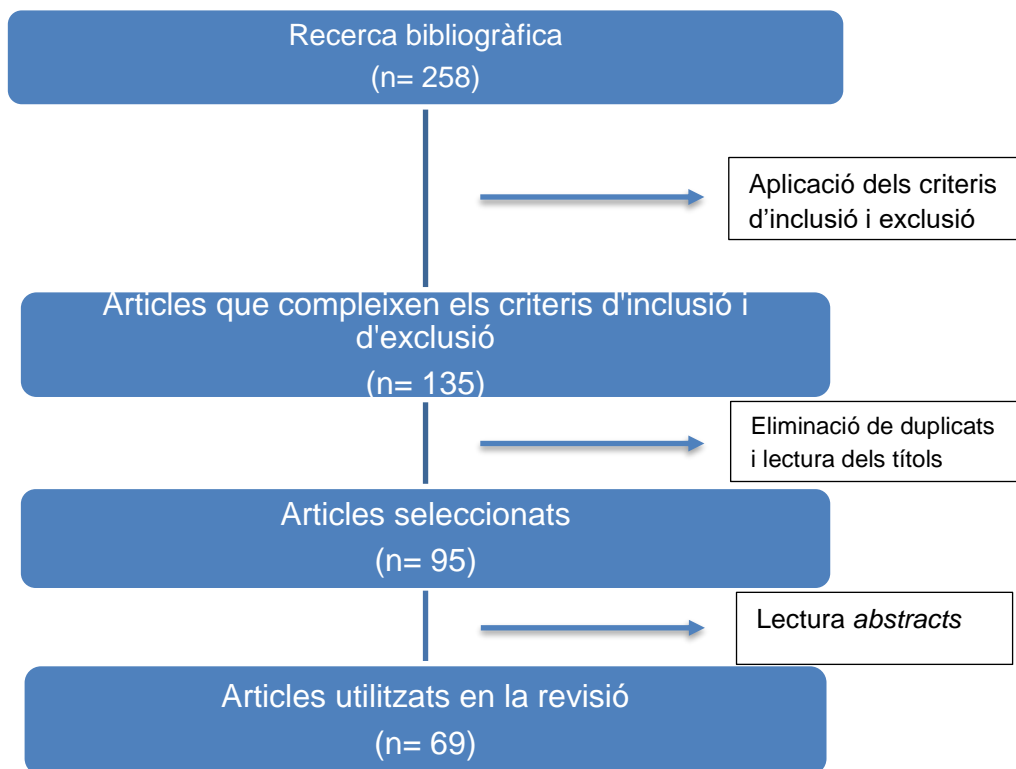 Recerca bibliogràfica
(n= 258)
Aplicació dels criteris
d’inclusió i exclusió
Articles que compleixen els criteris d'inclusió i
d'exclusió
(n= 135)
Eliminació de duplicats
i lectura dels títols
Articles seleccionats
(n= 95)
Lectura abstracts
Articles utilitzats en la revisió
(n= 69)